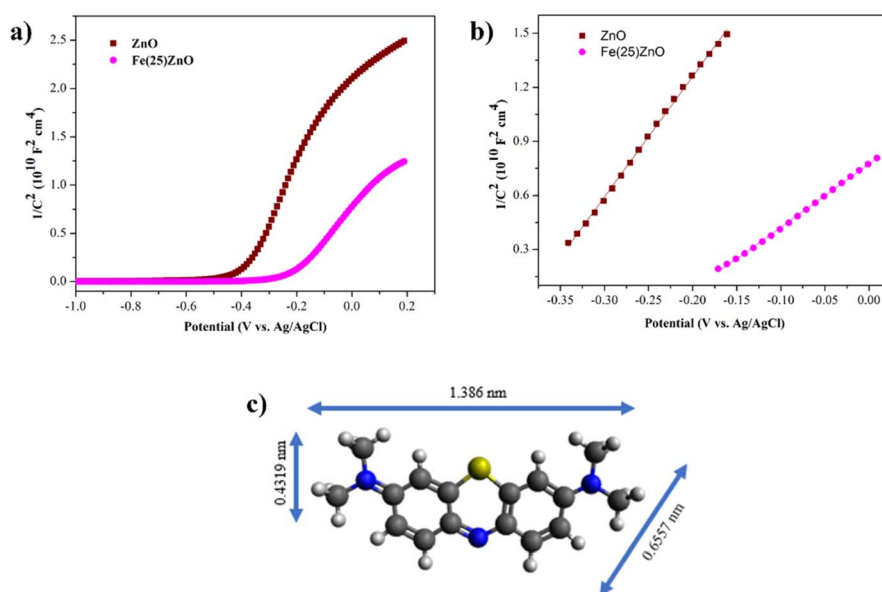 a)
ZnO
Fe(25)ZnO
1/C² (10¹⁰ F² cm⁴)
2.5
2.0
1.5
1.0
0.5
0.0
-1.0 -0.8 -0.6 -0.4 -0.2 0.0 0.2
Potential (V vs. Ag/AgCl)
b)
ZnO
Fe(25)ZnO
1/C² (10¹⁰ F² cm⁴)
1.5
1.2
0.9
0.6
0.3
-0.35 -0.30 -0.25 -0.20 -0.15 -0.10 -0.05 0.00
Potential (V vs. Ag/AgCl)
c)
1.386 nm
0.4319 nm
0.6557 nm